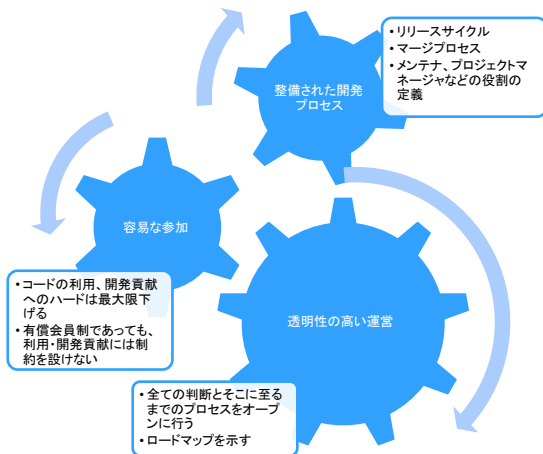 整備された開発
プロセス
・リリースサイクル
・マージプロセス
・メンテナ、プロジェクトマ
ネージャなどの役割の
定義
容易な参加
・コードの利用、開発貢献
へのハードは最大限下
げる
・有償会員制であっても、
利用・開発貢献には制
約を設けない
透明性の高い運営
・全ての判断とそこに至る
までのプロセスをオープ
ンに行う
・ロードマップを示す